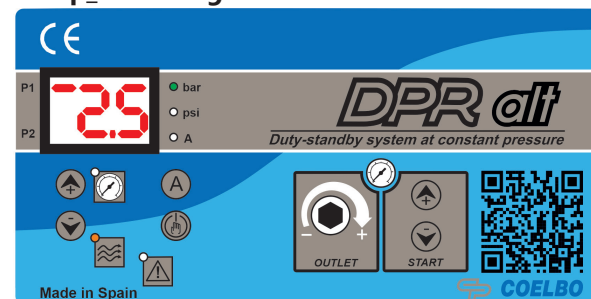 CE
P1
P2
2.5
bar
psi
A
DPR alt
Duty-standby system at constant pressure
A
- +
OUTLET
+
-
START
Made in Spain
COELBO